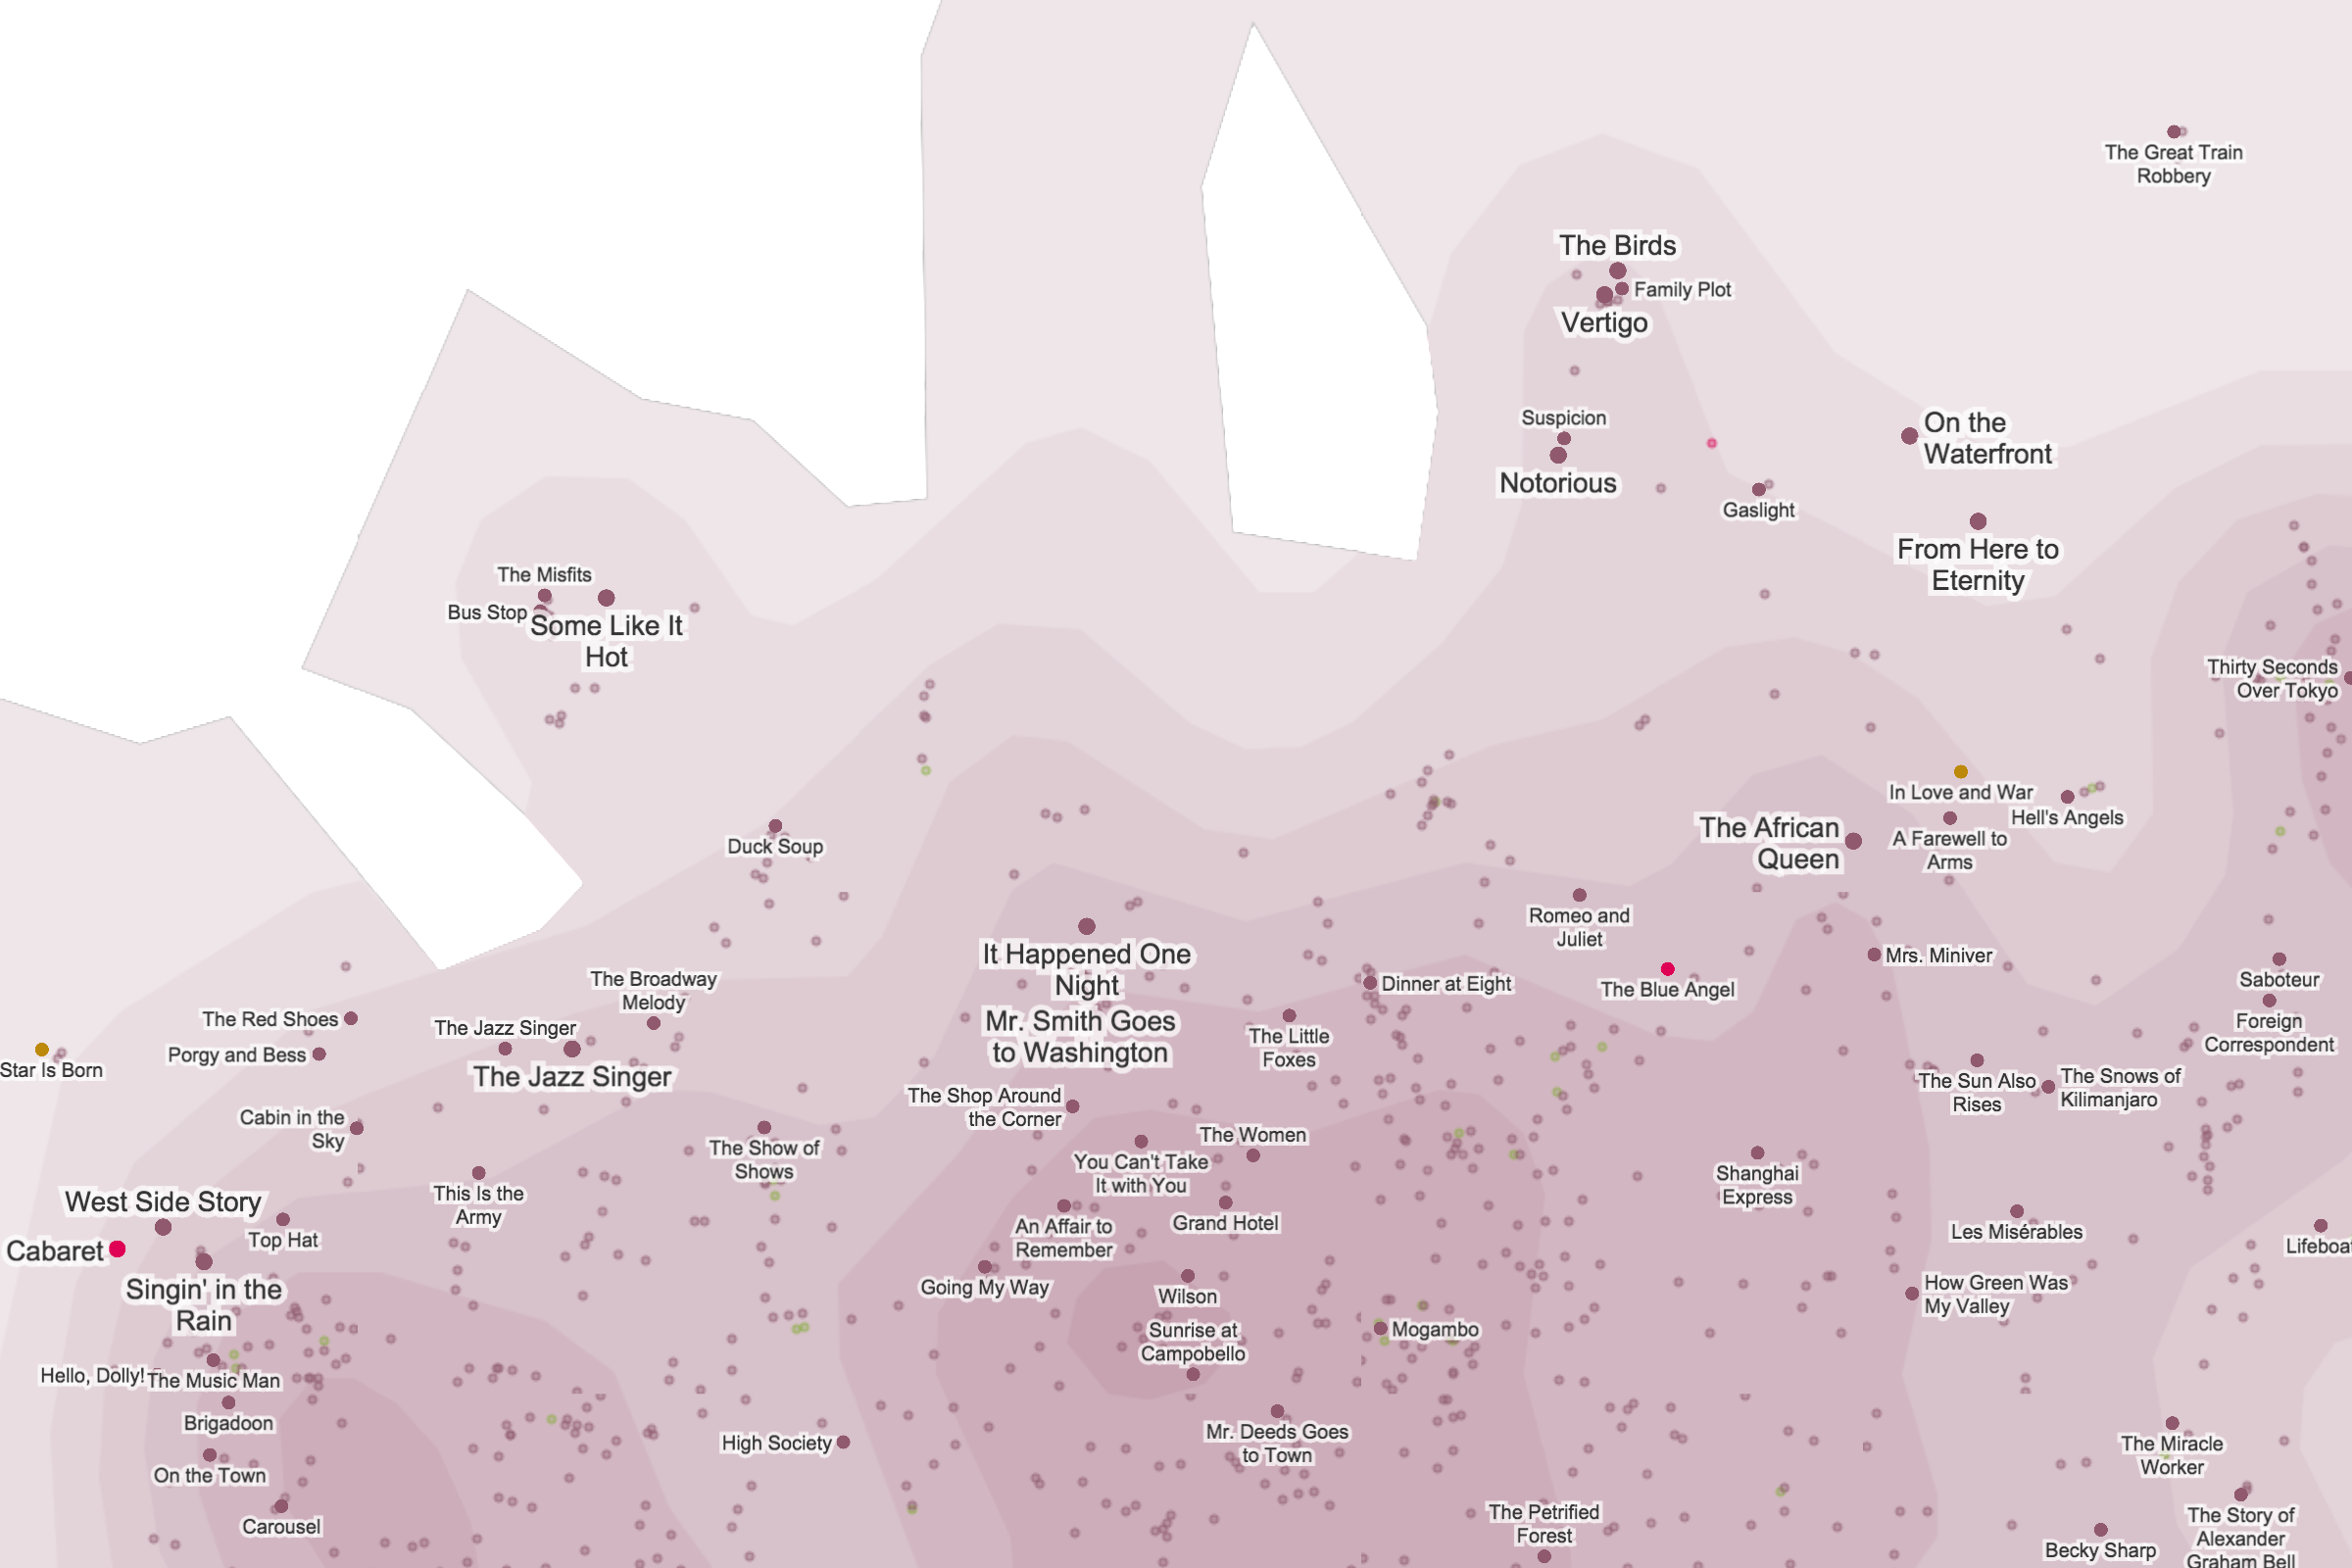 The Great Train
Robbery
The Birds
Family Plot
Vertigo
Suspicion
Notorious
On the
Waterfront
Gaslight
From Here to
Eternity
The Misfits
Bus Stop
Some Like It
Hot
Thirty Seconds
Over Tokyo
In Love and War
Hell's Angels
The African
Queen
A Farewell to
Arms
Duck Soup
Romeo and
Juliet
It Happened One
Night
Mrs. Miniver
The Broadway
Melody
Dinner at Eight
The Blue Angel
Saboteur
The Red Shoes
The Jazz Singer
Mr. Smith Goes
to Washington
The Little
Foxes
Foreign
Correspondent
Porgy and Bess
Star Is Born
The Jazz Singer
The Sun Also
Rises
The Snows of
Kilimanjaro
The Shop Around
the Corner
Cabin in the
Sky
The Show of
Shows
The Women
You Can't Take
It with You
Shanghai
Express
This Is the
Army
West Side Story
Top Hat
Cabaret
An Affair to
Remember
Grand Hotel
Les Misérables
Lifeboat
Singin' in the
Rain
Going My Way
Wilson
How Green Was
My Valley
Sunrise at
Campobello
Mogambo
Hello, Dolly!
The Music Man
Brigadoon
High Society
Mr. Deeds Goes
to Town
The Miracle
Worker
On the Town
Carousel
The Petrified
Forest
The Story of
Alexander
Graham Bell
Becky Sharp